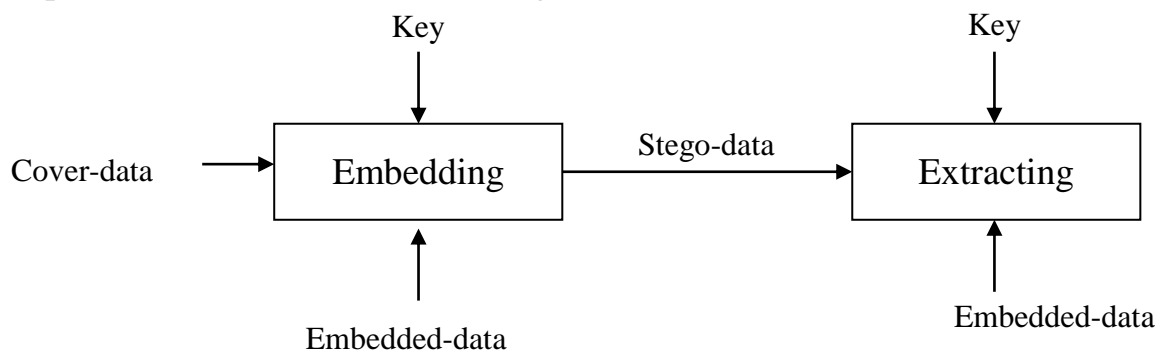 Key
Key
Cover-data
Embedding
Stego-data
Extracting
Embedded-data
Embedded-data